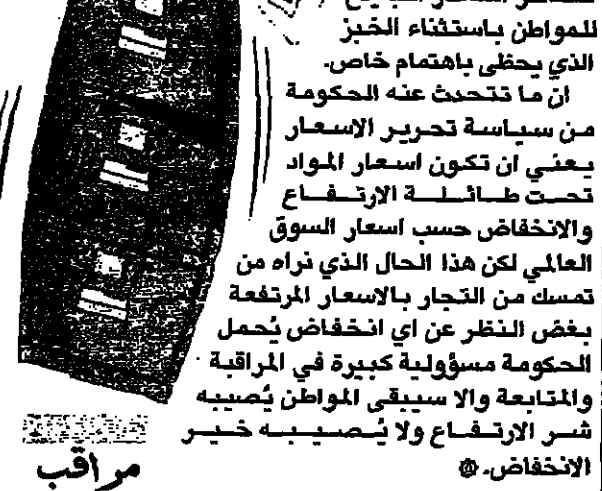 للمواطن باستثناء الخبز
الذي يحظى باهتمام خاص.
ان ما تتحدث عنه الحكومة
من سياسة تحرير الاسعار
يعني ان تكون اسعار المواد
تحت طائلة الارتفاع
والانخفاض حسب اسعار السوق
العالمي لكن هذا الحال الذي نراه من
تمسك من التجار بالاسعار المرتفعة
بغض النظر عن اي انخفاض يُحمل
الحكومة مسؤولية كبيرة في المراقبة
والمتابعة والا سيبقى المواطن يُصيبه
شر الارتفاع ولا يُصيبه خير
الانخفاض.
مراقب